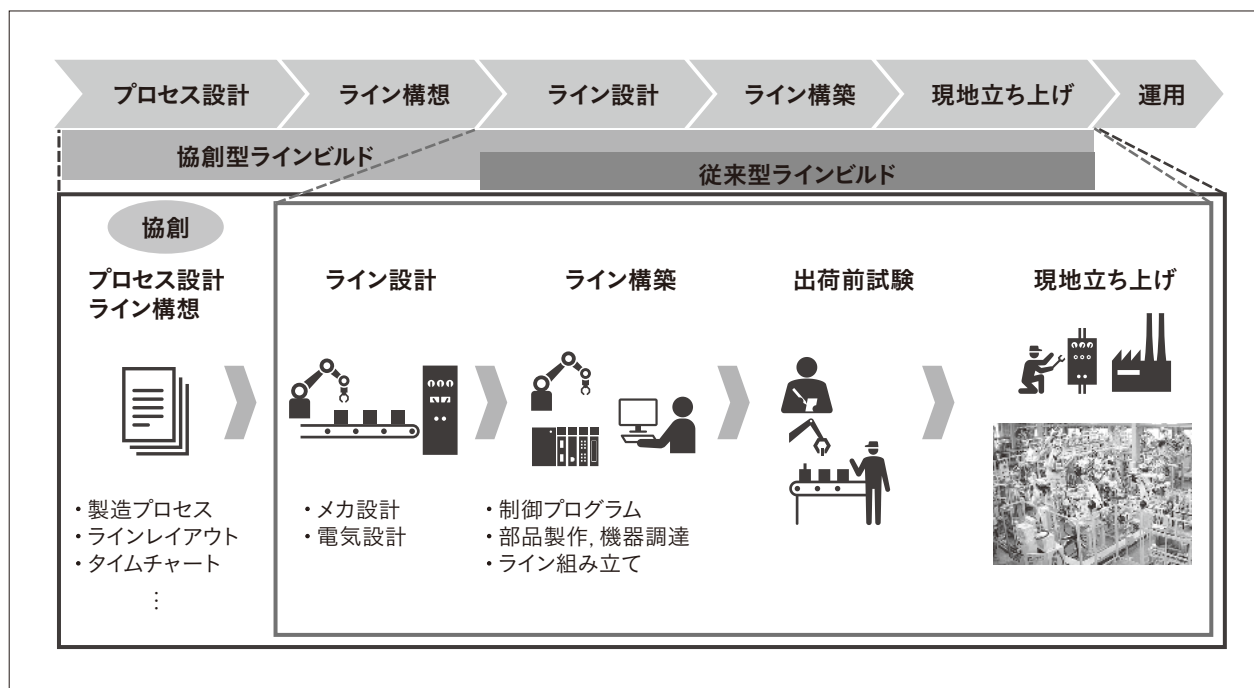 プロセス設計
ライン構想
ライン設計
ライン構築
現地立ち上げ
運用
協創型ラインビルド
従来型ラインビルド
協創
プロセス設計
ライン構想
・製造プロセス
・ラインレイアウト
・タイムチャート
⋮
ライン設計
・メカ設計
・電気設計
ライン構築
・制御プログラム
・部品製作, 機器調達
・ライン組み立て
出荷前試験
現地立ち上げ